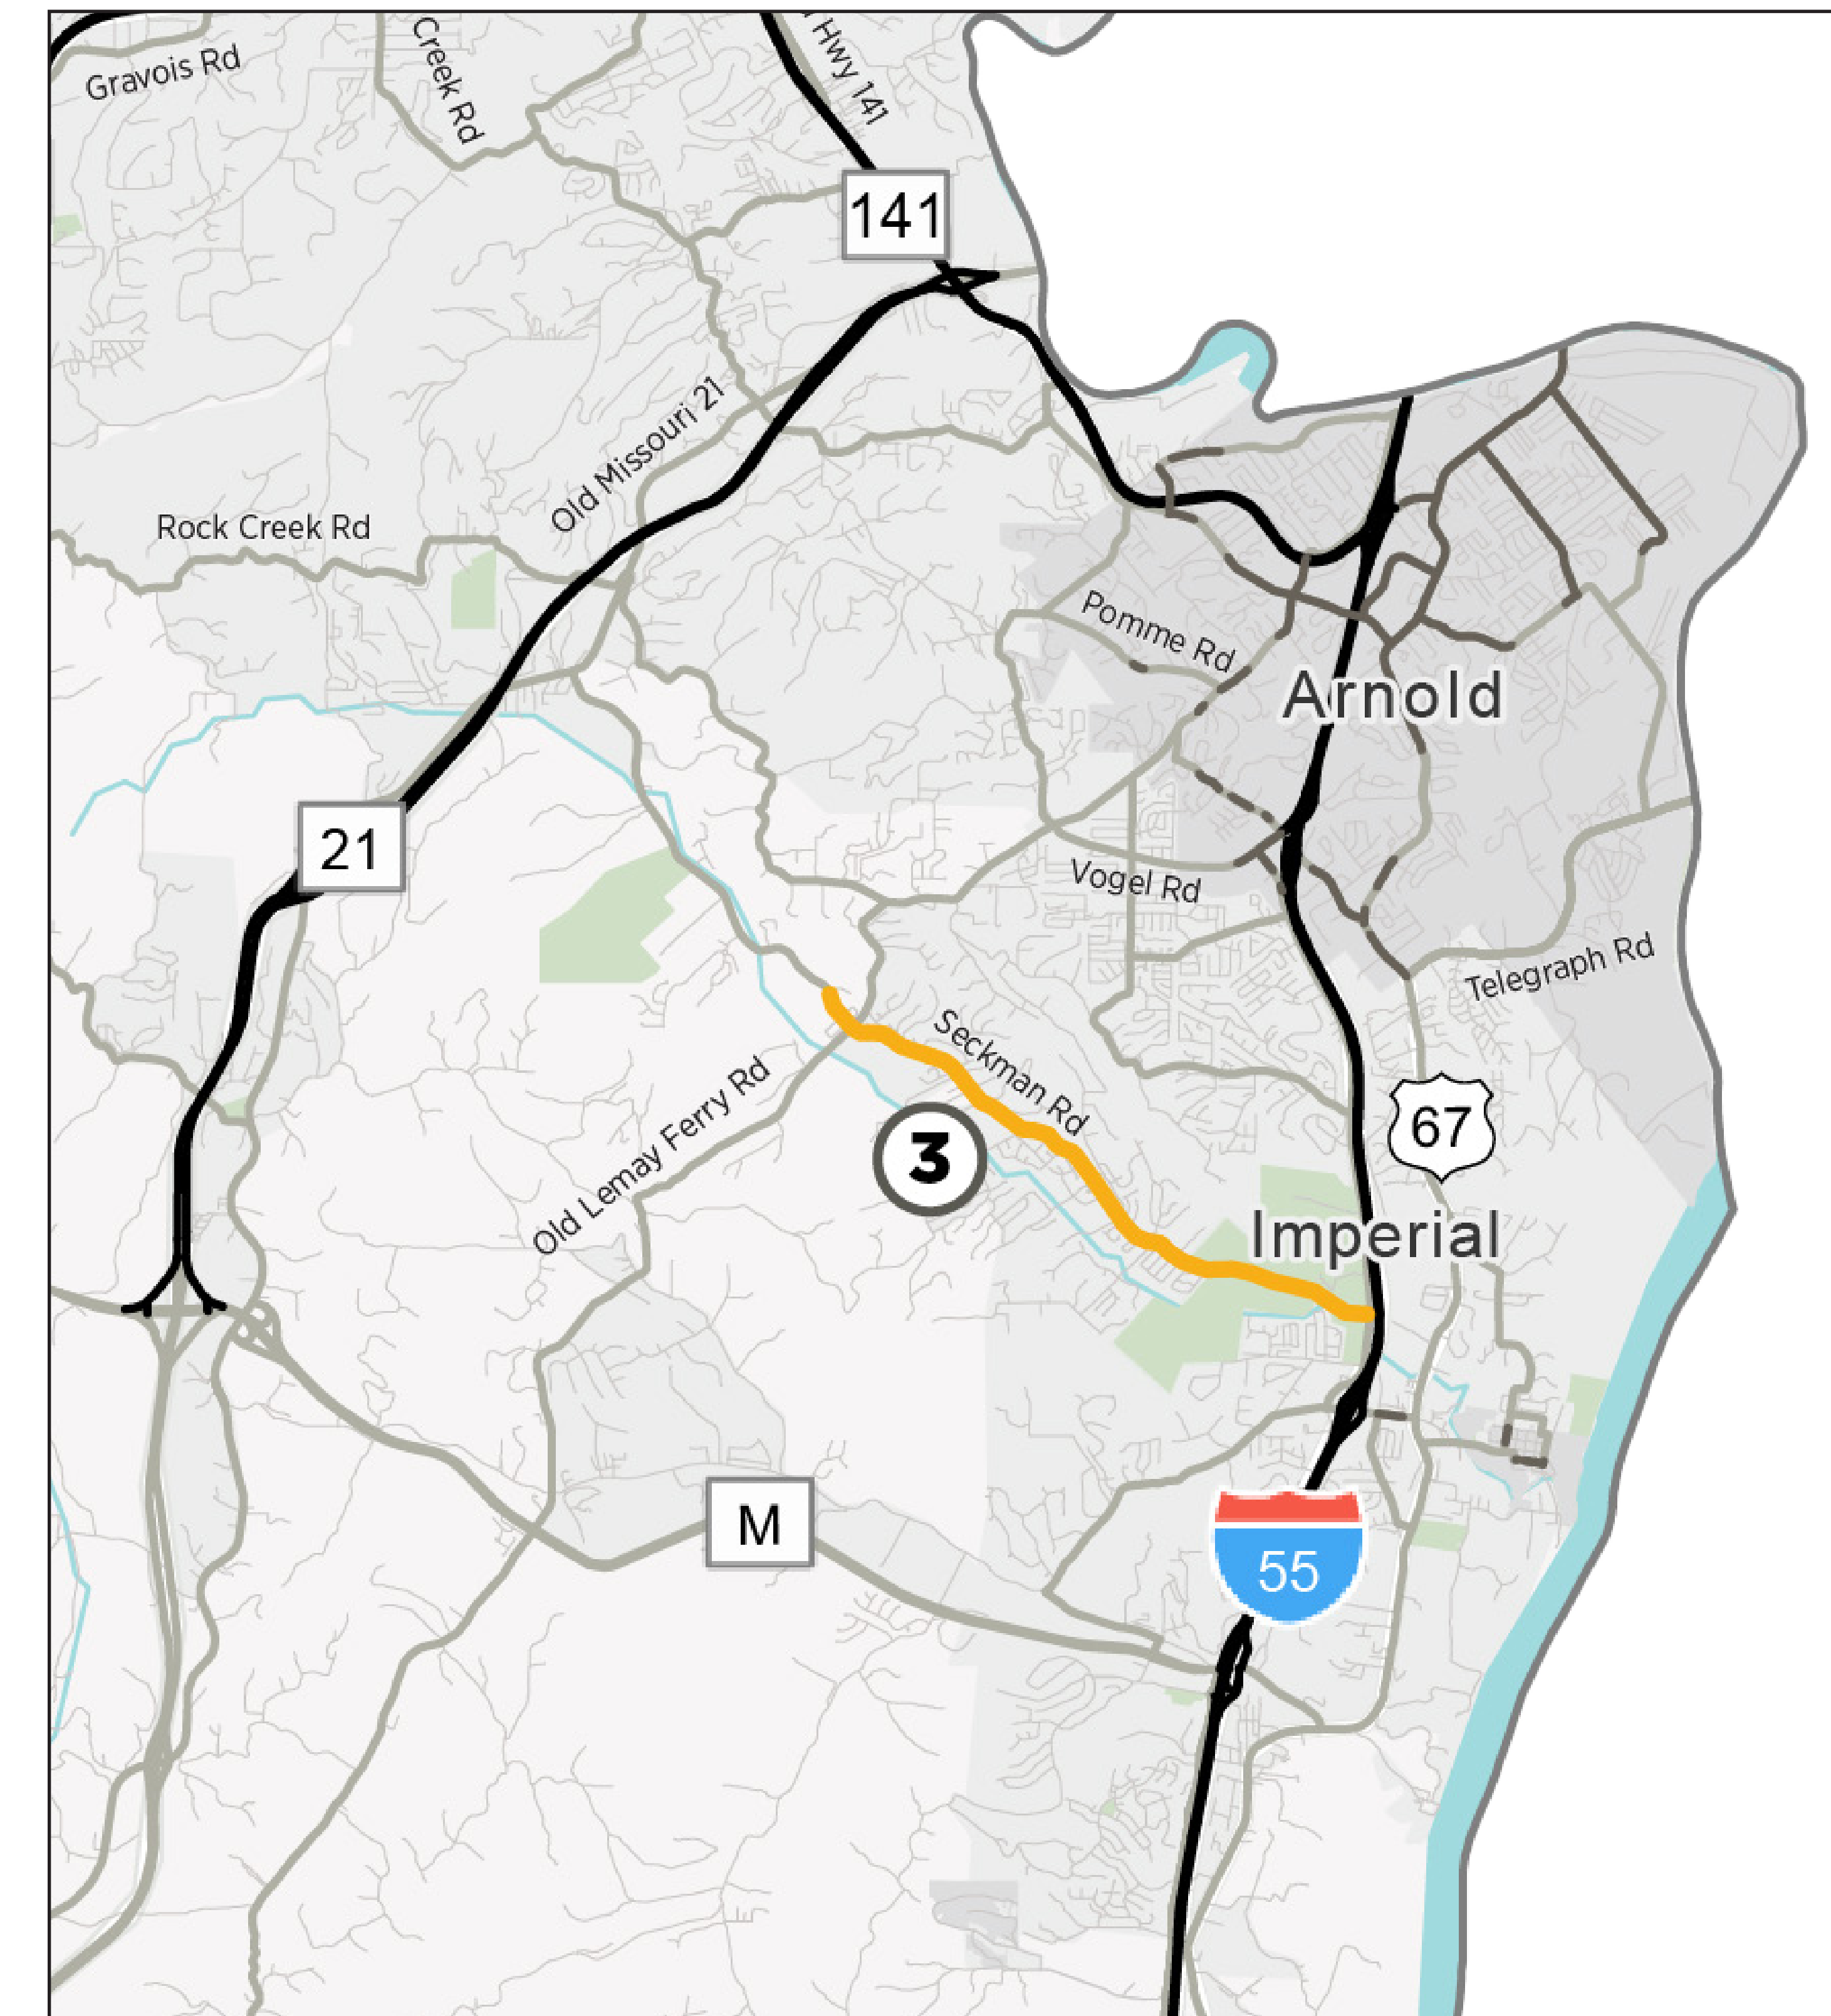 Gravois Rd
Creek Rd
Hwy 141
141
Old Missouri 21
Rock Creek Rd
Pomme Rd
Arnold
21
Vogel Rd
Telegraph Rd
Seckman Rd
Old Lemay Ferry Rd
3
67
Imperial
M
55